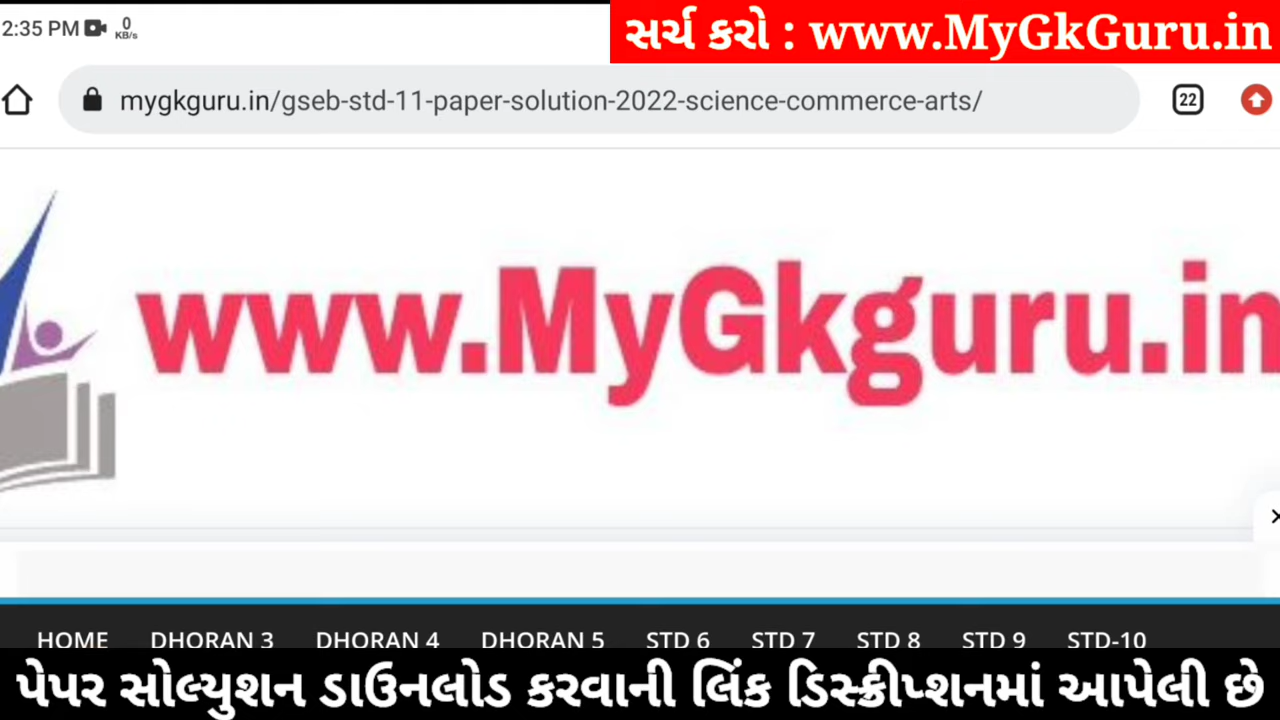 2:35 PM 0 KB/s
સર્ચ કરો : www.MyGkGuru.in
mygkguru.in/gseb-std-11-paper-solution-2022-science-commerce-arts/
22
www.MyGkguru.in
HOME DHORAN 3 DHORAN 4 DHORAN 5 STD 6 STD 7 STD 8 STD 9 STD-10
પેપર સોલ્યુશન ડાઉનલોડ કરવાની લિંક ડિસ્ક્રીપ્શનમાં આપેલી છે